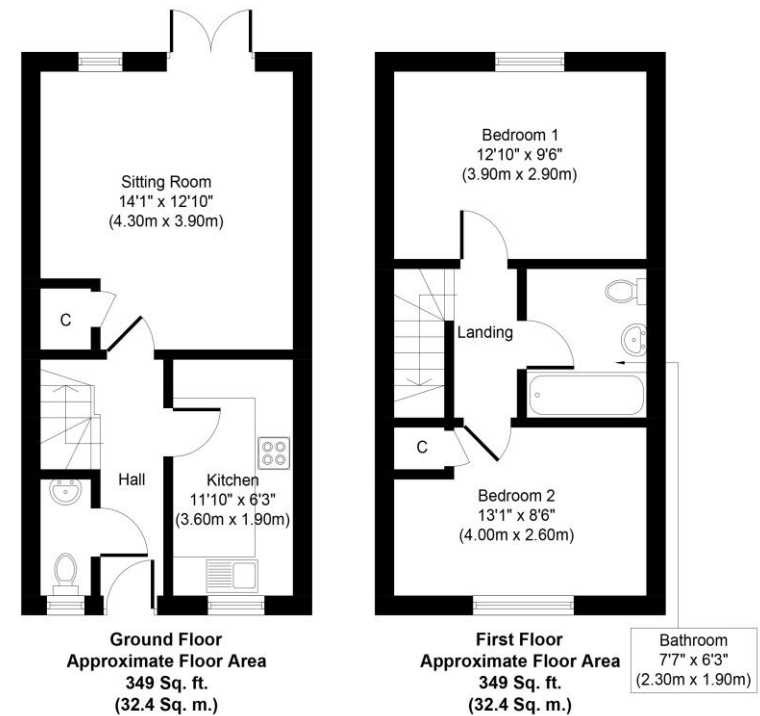 Sitting Room
14'1" x 12'10"
(4.30m x 3.90m)
C
Hall
Kitchen
11'10" x 6'3"
(3.60m x 1.90m)
Ground Floor
Approximate Floor Area
349 Sq. ft.
(32.4 Sq. m.)
Bedroom 1
12'10" x 9'6"
(3.90m x 2.90m)
Landing
C
Bedroom 2
13'1" x 8'6"
(4.00m x 2.60m)
First Floor
Approximate Floor Area
349 Sq. ft.
(32.4 Sq. m.)
Bathroom
7'7" x 6'3"
(2.30m x 1.90m)